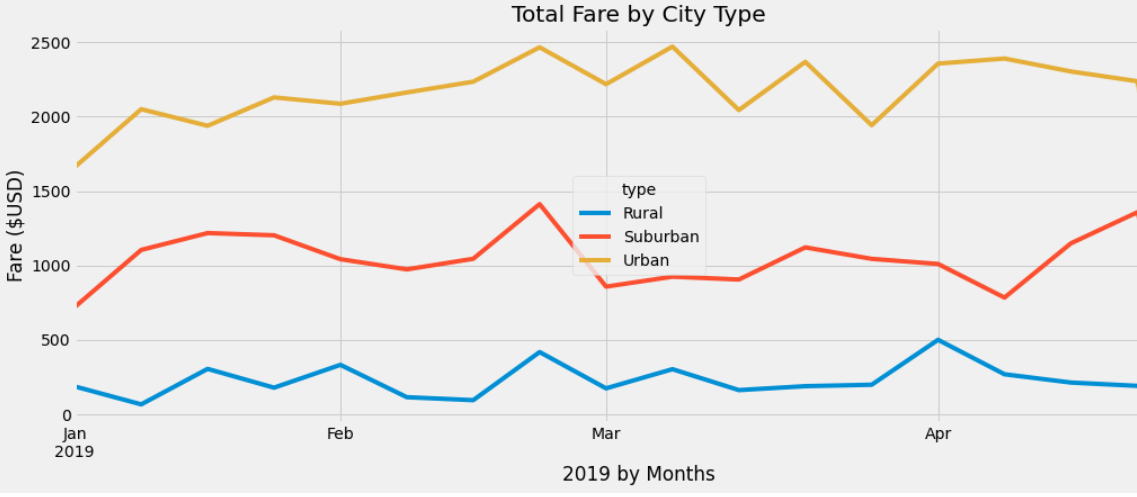 Total Fare by City Type
Fare ($USD)
2500
2000
1500
1000
500
0
type
Rural
Suburban
Urban
Jan
2019
Feb
Mar
Apr
2019 by Months